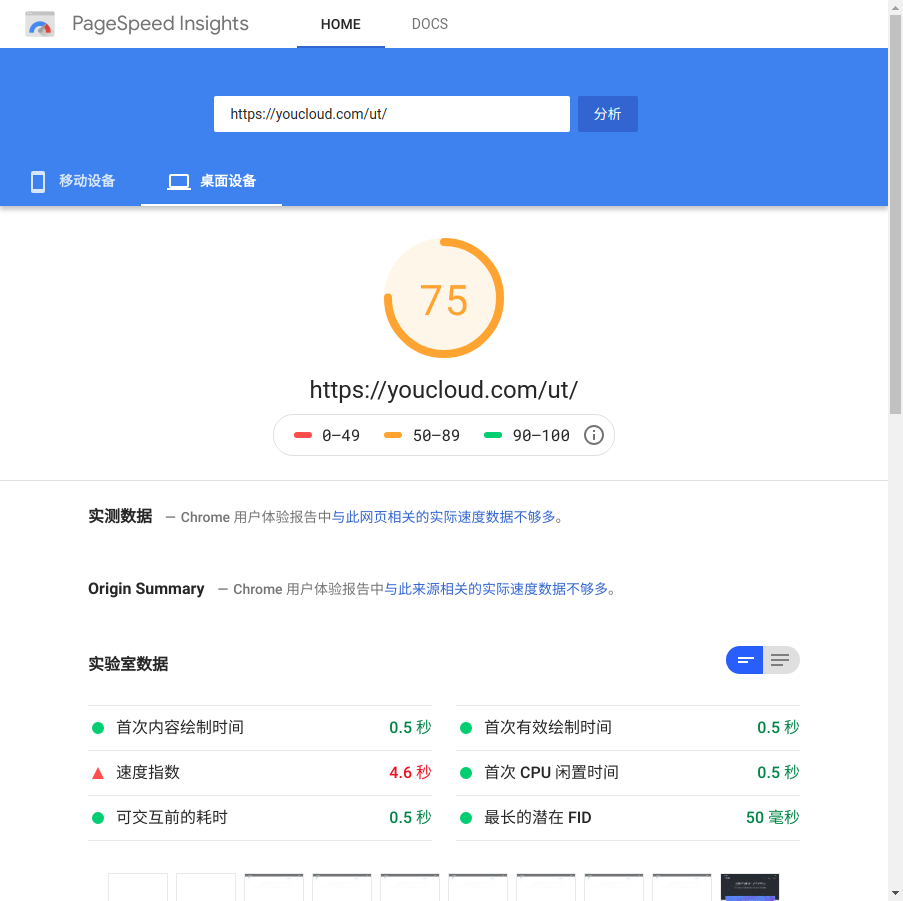 PageSpeed Insights HOME DOCS
https://youcloud.com/ut/ 分析
移动设备 桌面设备
75
https://youcloud.com/ut/
0–49 50–89 90–100
实测数据 — Chrome 用户体验报告中与此网页相关的实际速度数据不够多。
Origin Summary — Chrome 用户体验报告中与此来源相关的实际速度数据不够多。
实验室数据
首次内容绘制时间 0.5 秒 首次有效绘制时间 0.5 秒
速度指数 4.6 秒 首次 CPU 闲置时间 0.5 秒
可交互前的耗时 0.5 秒 最长的潜在 FID 50 毫秒